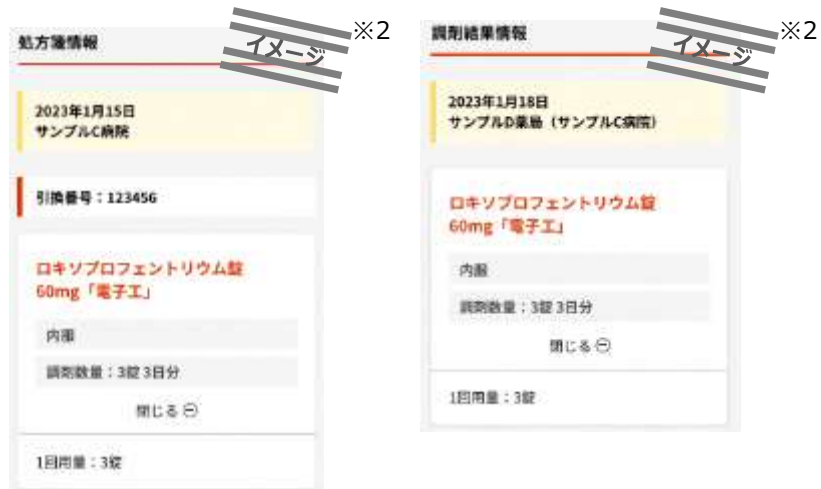 処方箋情報
イメージ
※2
2023年1月15日
サンプルC病院
引換番号：123456
ロキソプロフェントリウム錠
60mg「電子工」
内服
調剤数量：3錠 3日分
閉じる
1回用量：3錠
調剤結果情報
イメージ
※2
2023年1月18日
サンプルD薬局（サンプルC病院）
ロキソプロフェントリウム錠
60mg「電子工」
内服
調剤数量：3錠 3日分
閉じる
1回用量：3錠